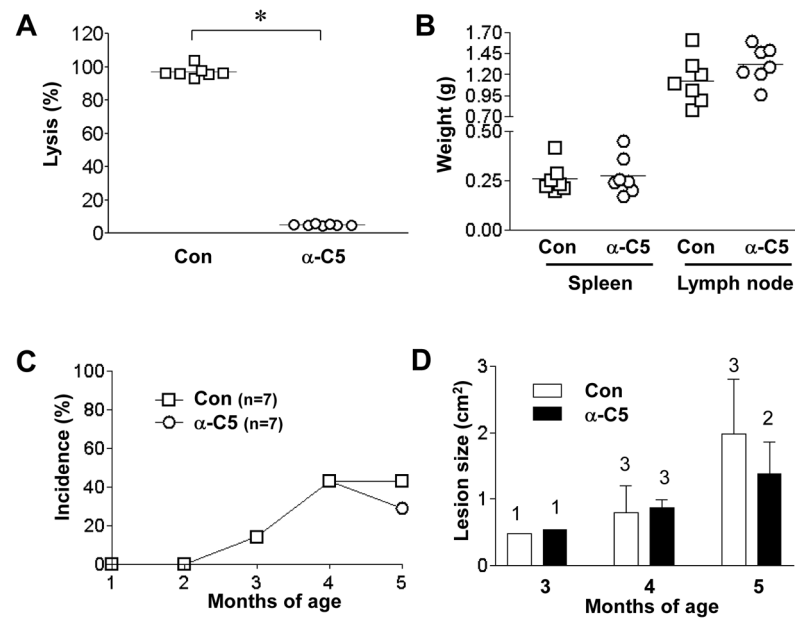 A
*
Lysis (%)
120
100
80
60
40
20
0
Con α-C5
B
Weight (g)
1.70
1.45
1.20
0.95
0.70
0.50
0.25
0.00
Con α-C5 Con α-C5
Spleen Lymph node
C
Incidence (%)
100
80
60
40
20
0
Con (n=7)
α-C5 (n=7)
1 2 3 4 5
Months of age
D
Lesion size (cm²)
3
2
1
0
Con
α-C5
1 1 3 3 3 2
3 4 5
Months of age